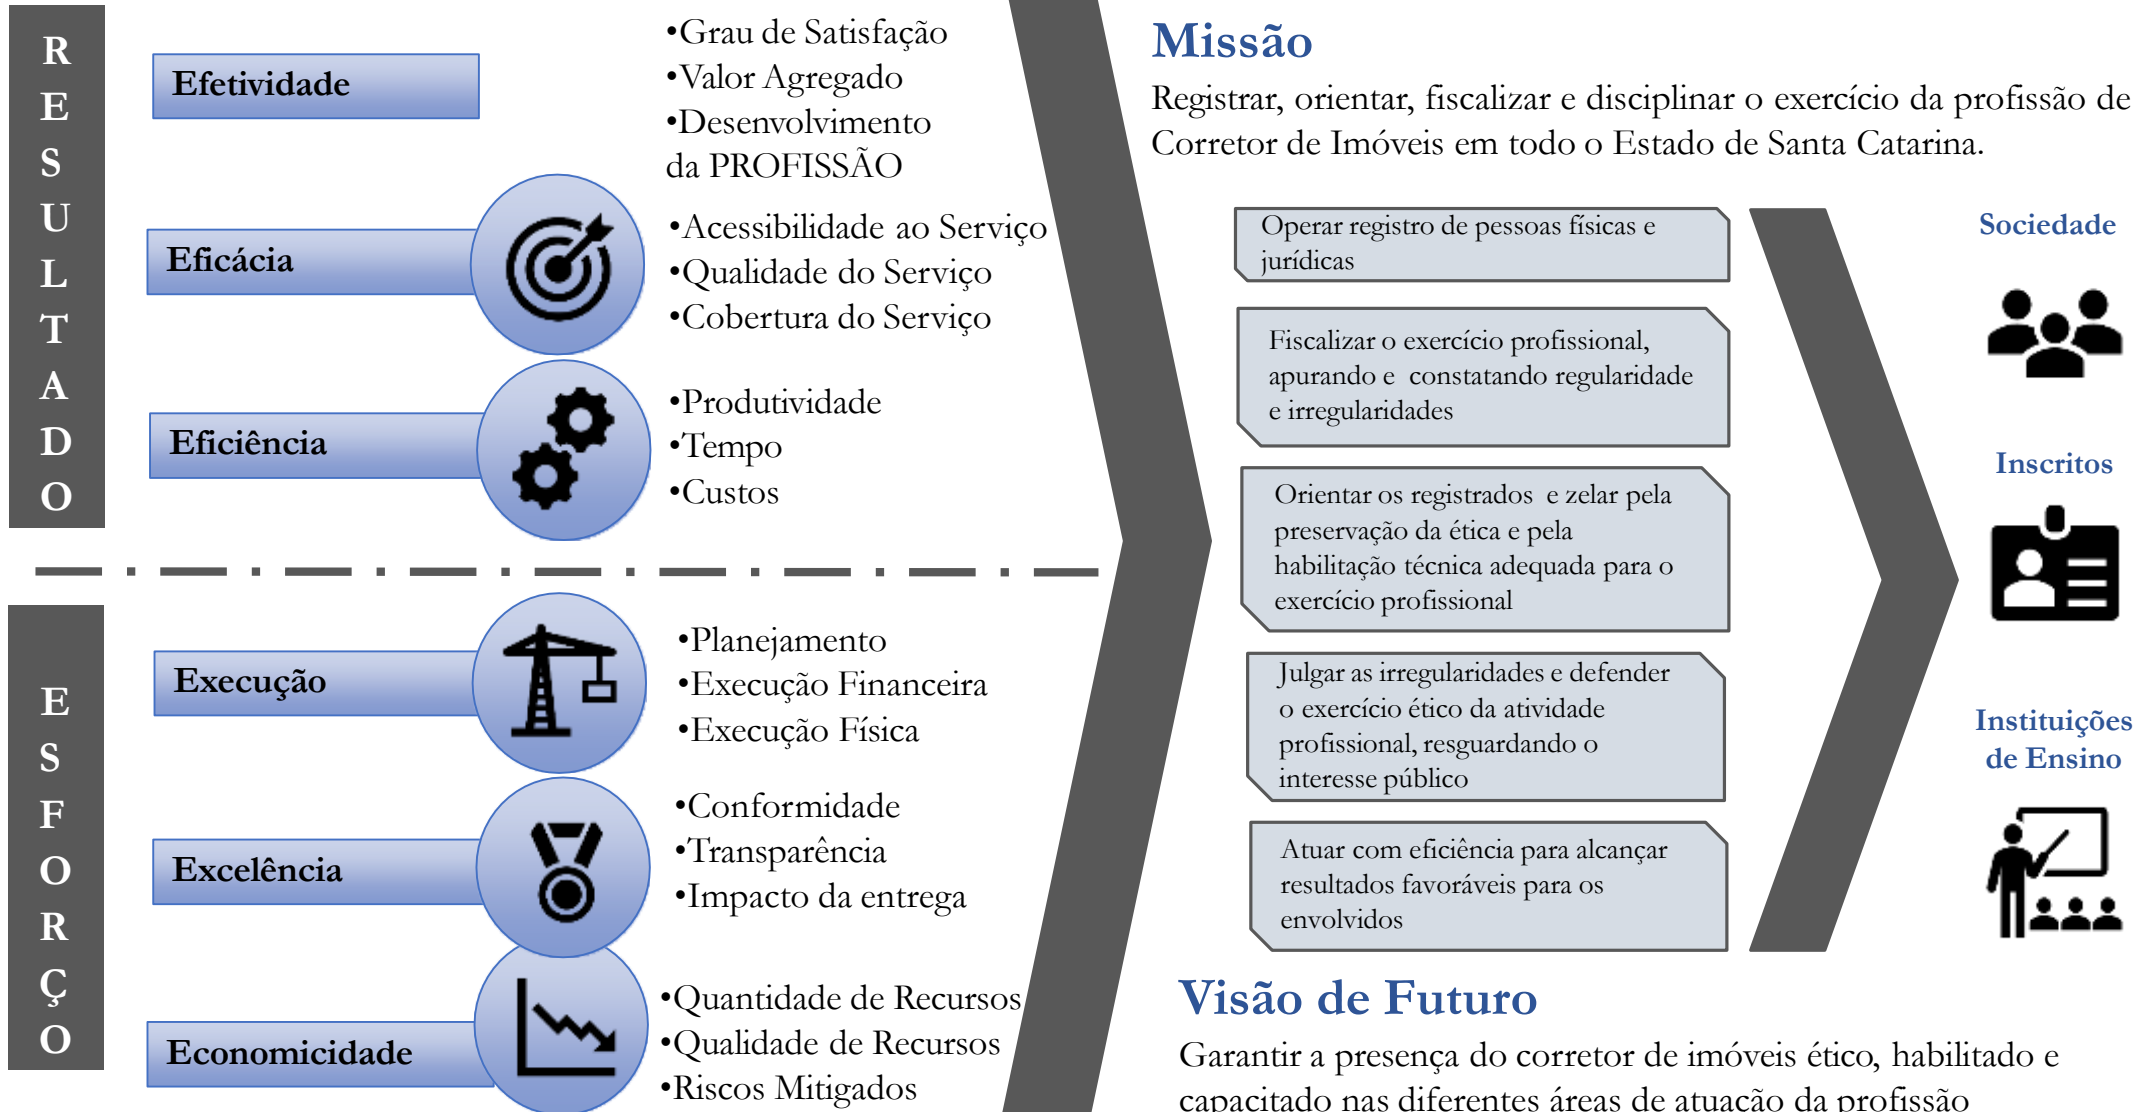 RESULTADO
Efetividade
•Grau de Satisfação
•Valor Agregado
•Desenvolvimento
da PROFISSÃO
Eficácia
•Acessibilidade ao Serviço
•Qualidade do Serviço
•Cobertura do Serviço
Eficiência
•Produtividade
•Tempo
•Custos
ESFORÇO
Execução
•Planejamento
•Execução Financeira
•Execução Física
Excelência
•Conformidade
•Transparência
•Impacto da entrega
Economicidade
•Quantidade de Recursos
•Qualidade de Recursos
•Riscos Mitigados
Missão
Registrar, orientar, fiscalizar e disciplinar o exercício da profissão de
Corretor de Imóveis em todo o Estado de Santa Catarina.
Operar registro de pessoas físicas e
jurídicas
Fiscalizar o exercício profissional,
apurando e constatando regularidade
e irregularidades
Orientar os registrados e zelar pela
preservação da ética e pela
habilitação técnica adequada para o
exercício profissional
Julgar as irregularidades e defender
o exercício ético da atividade
profissional, resguardando o
interesse público
Atuar com eficiência para alcançar
resultados favoráveis para os
envolvidos
Sociedade
Inscritos
Instituições
de Ensino
Visão de Futuro
Garantir a presença do corretor de imóveis ético, habilitado e
capacitado nas diferentes áreas de atuação da profissão